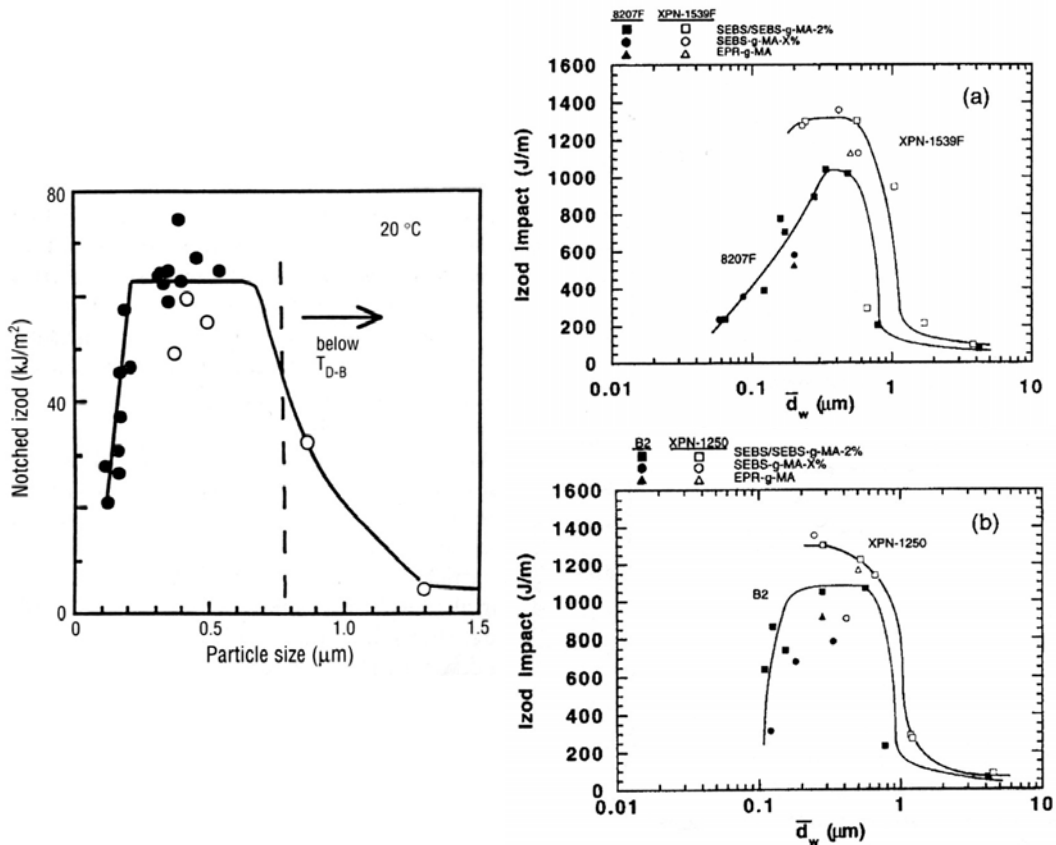 80
40
0
Notched izod (kJ/m²)
20 °C
below
T_D-B
0
0.5
1.0
1.5
Particle size (μm)
8207F XPN-1539F
SEBS/SEBS-g-MA-2%
SEBS-g-MA-X%
EPR-g-MA
1600
1400
1200
1000
800
600
400
200
0
Izod Impact (J/m)
(a)
XPN-1539F
8207F
0.01
0.1
1
10
d̅_w (μm)
B2 XPN-1250
SEBS/SEBS-g-MA-2%
SEBS-g-MA-X%
EPR-g-MA
1600
1400
1200
1000
800
600
400
200
0
Izod Impact (J/m)
(b)
XPN-1250
B2
0.01
0.1
1
10
d̅_w (μm)